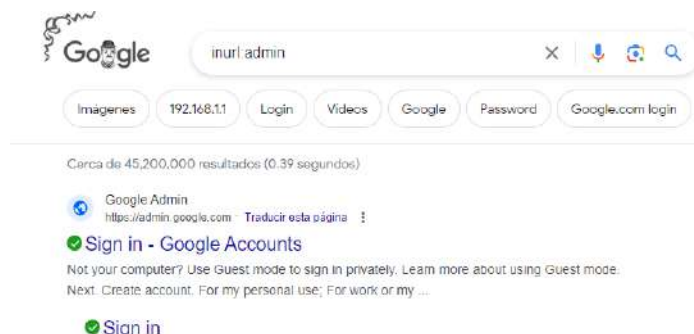 Google
inurl:admin
Imágenes 192.168.1.1 Login Videos Google Password Google.com login
Cerca de 45,200,000 resultados (0.39 segundos)
Google Admin
https://admin.google.com · Traducir esta página
Sign in - Google Accounts
Not your computer? Use Guest mode to sign in privately. Learn more about using Guest mode.
Next. Create account. For my personal use; For work or my ...
Sign in